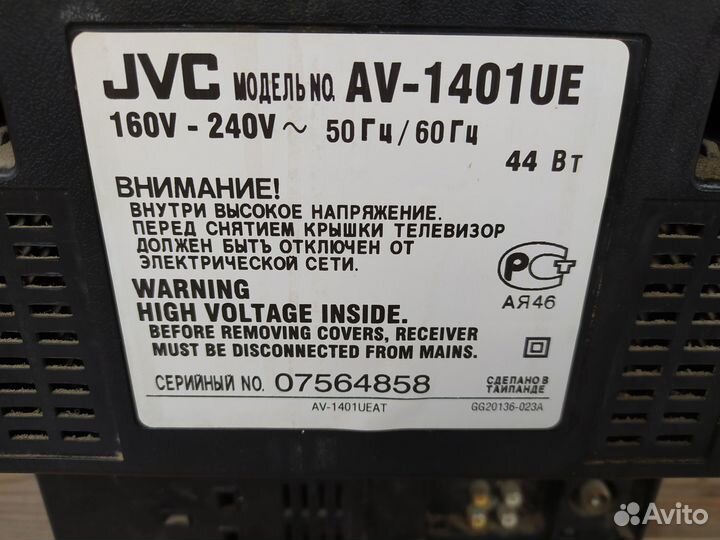 JVC МОДЕЛЬ NO. AV-1401UE
160V - 240V ~ 50 Гц / 60 Гц
44 Вт
ВНИМАНИЕ!
ВНУТРИ ВЫСОКОЕ НАПРЯЖЕНИЕ.
ПЕРЕД СНЯТИЕМ КРЫШКИ ТЕЛЕВИЗОР
ДОЛЖЕН БЫТЬ ОТКЛЮЧЕН ОТ
ЭЛЕКТРИЧЕСКОЙ СЕТИ.
РСТ
АЯ46
WARNING
HIGH VOLTAGE INSIDE.
BEFORE REMOVING COVERS, RECEIVER
MUST BE DISCONNECTED FROM MAINS.
СЕРИЙНЫЙ NO. 07564858
СДЕЛАНО В
ТАИЛАНДЕ
AV-1401UEAT
GG20136-023A
Avito